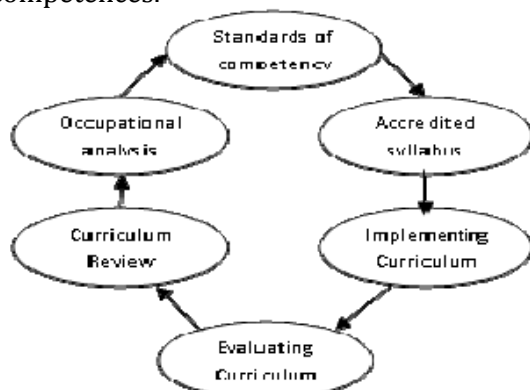 competences.
Standards of
competency
Accredited
syllabus
Implementing
Curriculum
Evaluating
Curriculum
Curriculum
Review
Occupational
analysis